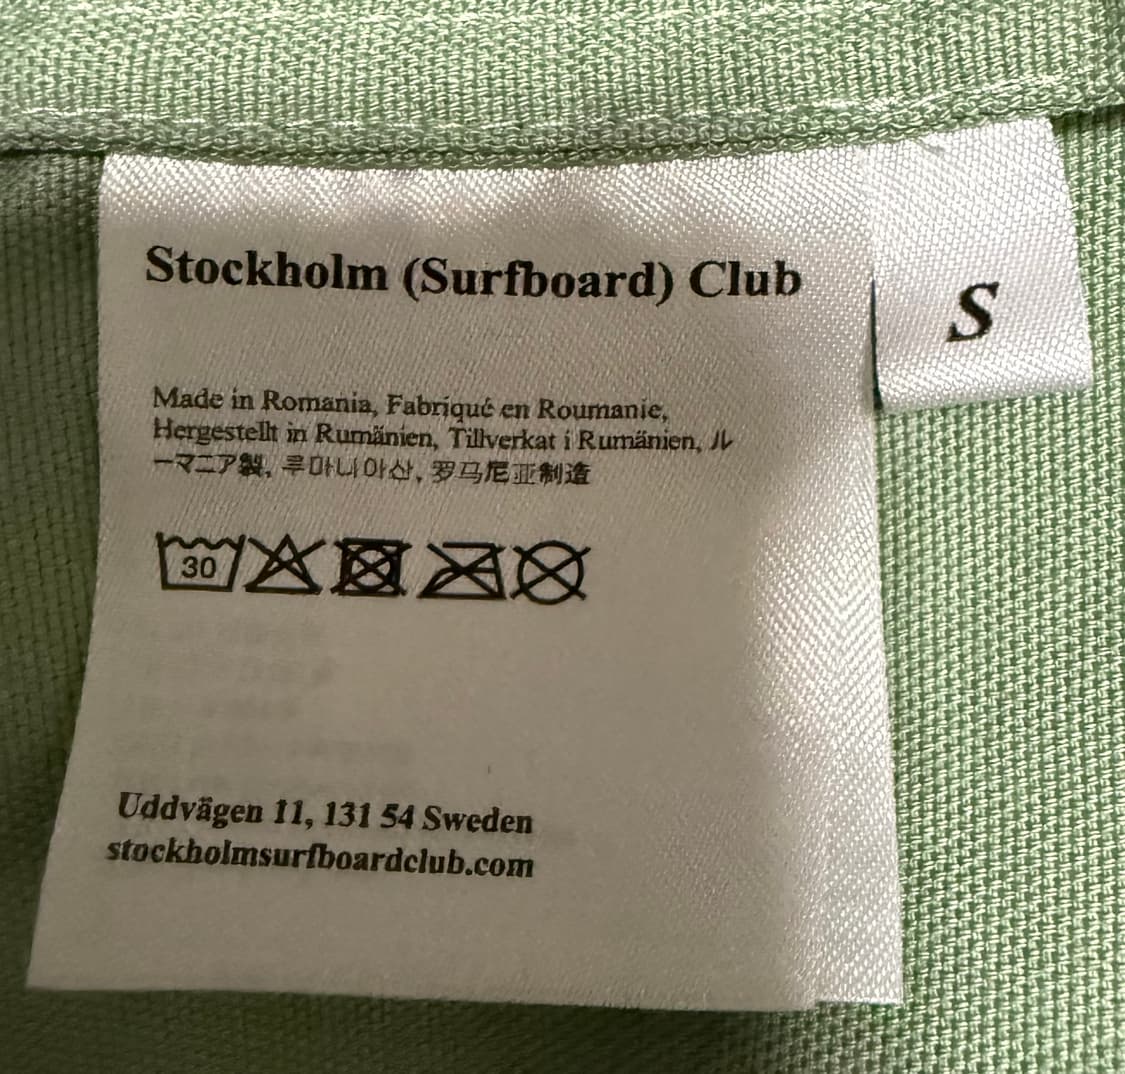 Stockholm (Surfboard) Club
S
Made in Romania, Fabriqué en Roumanie,
Hergestellt in Rumänien, Tillverkat i Rumänien, ル
ーマニア製, 루마니아산, 罗马尼亚制造
30
Uddvägen 11, 131 54 Sweden
stockholmsurfboardclub.com